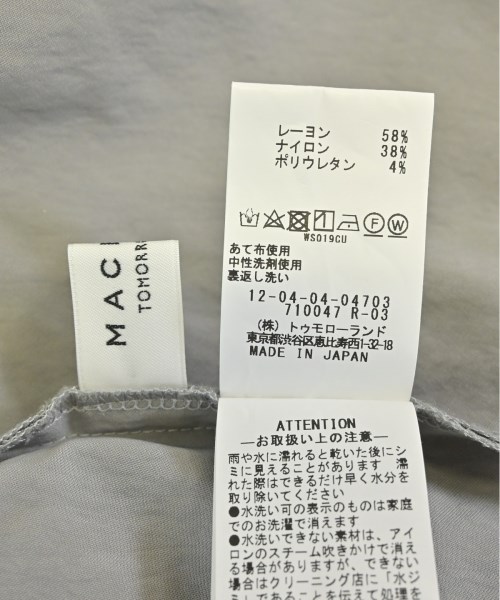 MAC
TOMORR
レーヨン 58%
ナイロン 38%
ポリウレタン 4%
F W
WS019CU
あて布使用
中性洗剤使用
裏返し洗い
12-04-04-04703
710047 R-03
(株) トゥモローランド
東京都渋谷区恵比寿西1-32-18
MADE IN JAPAN
ATTENTION
―お取扱い上の注意―
雨や水に濡れると乾いた後にシ
ミに見えることがあります 濡
れた際はできるだけ早く水分を
取り除いてください
●水洗い可の表示のものは家庭
でのお洗濯で消えます
●水洗いできない素材は、アイ
ロンのスチーム吹きかけで消え
る場合がありますが、できない
場合はクリーニング店に「水ジ
ミ」であることを伝えて処理を